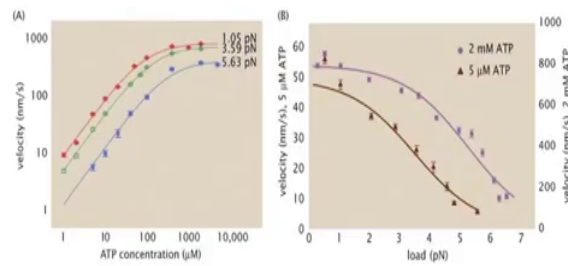 (A)
1000
100
10
1
velocity (nm/s)
1.05 pN
3.59 pN
5.63 pN
1 10 100 1000 10,000
ATP concentration (μM)
(B)
60
50
40
30
20
10
0
velocity (nm/s), 5 μM ATP
2 mM ATP
5 μM ATP
1000
800
600
400
200
0
velocity (nm/s), 2 mM ATP
0 1 2 3 4 5 6 7
load (pN)